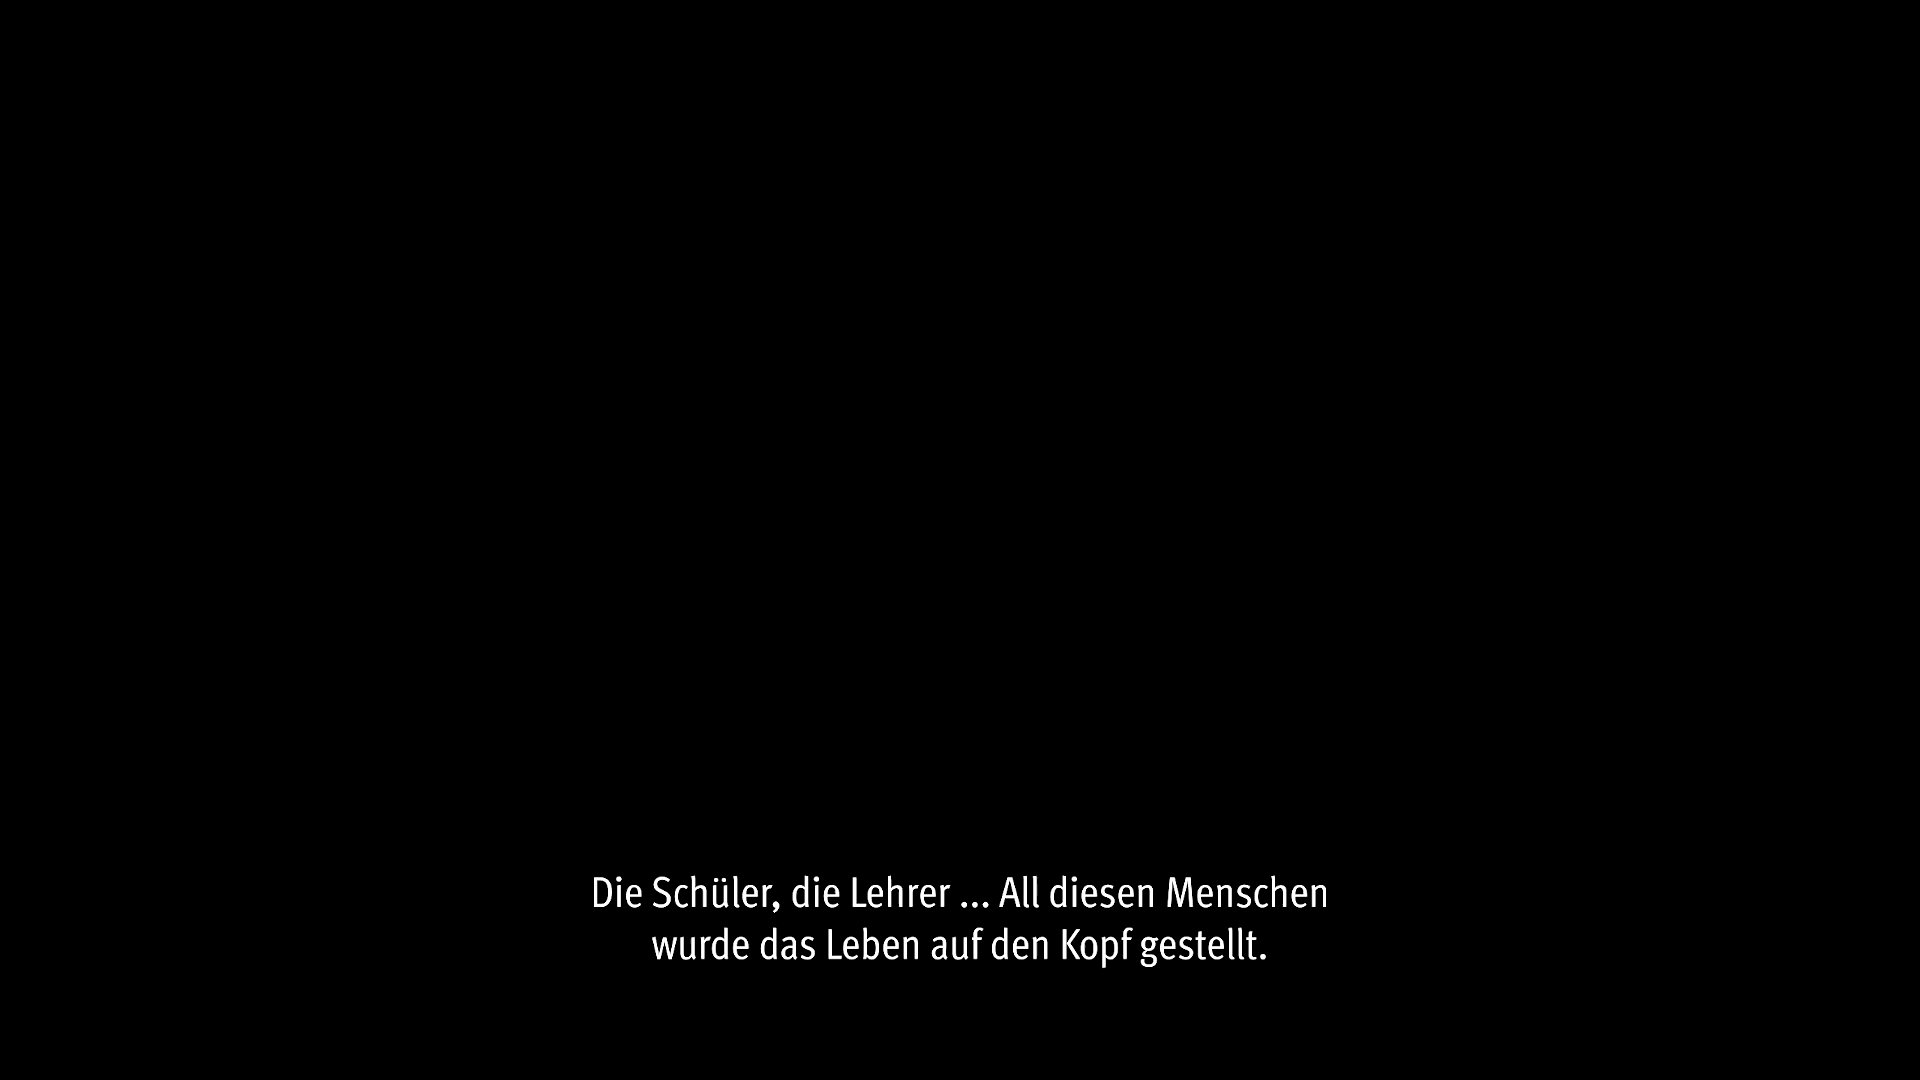 Die Schüler, die Lehrer ... All diesen Menschen
wurde das Leben auf den Kopf gestellt.